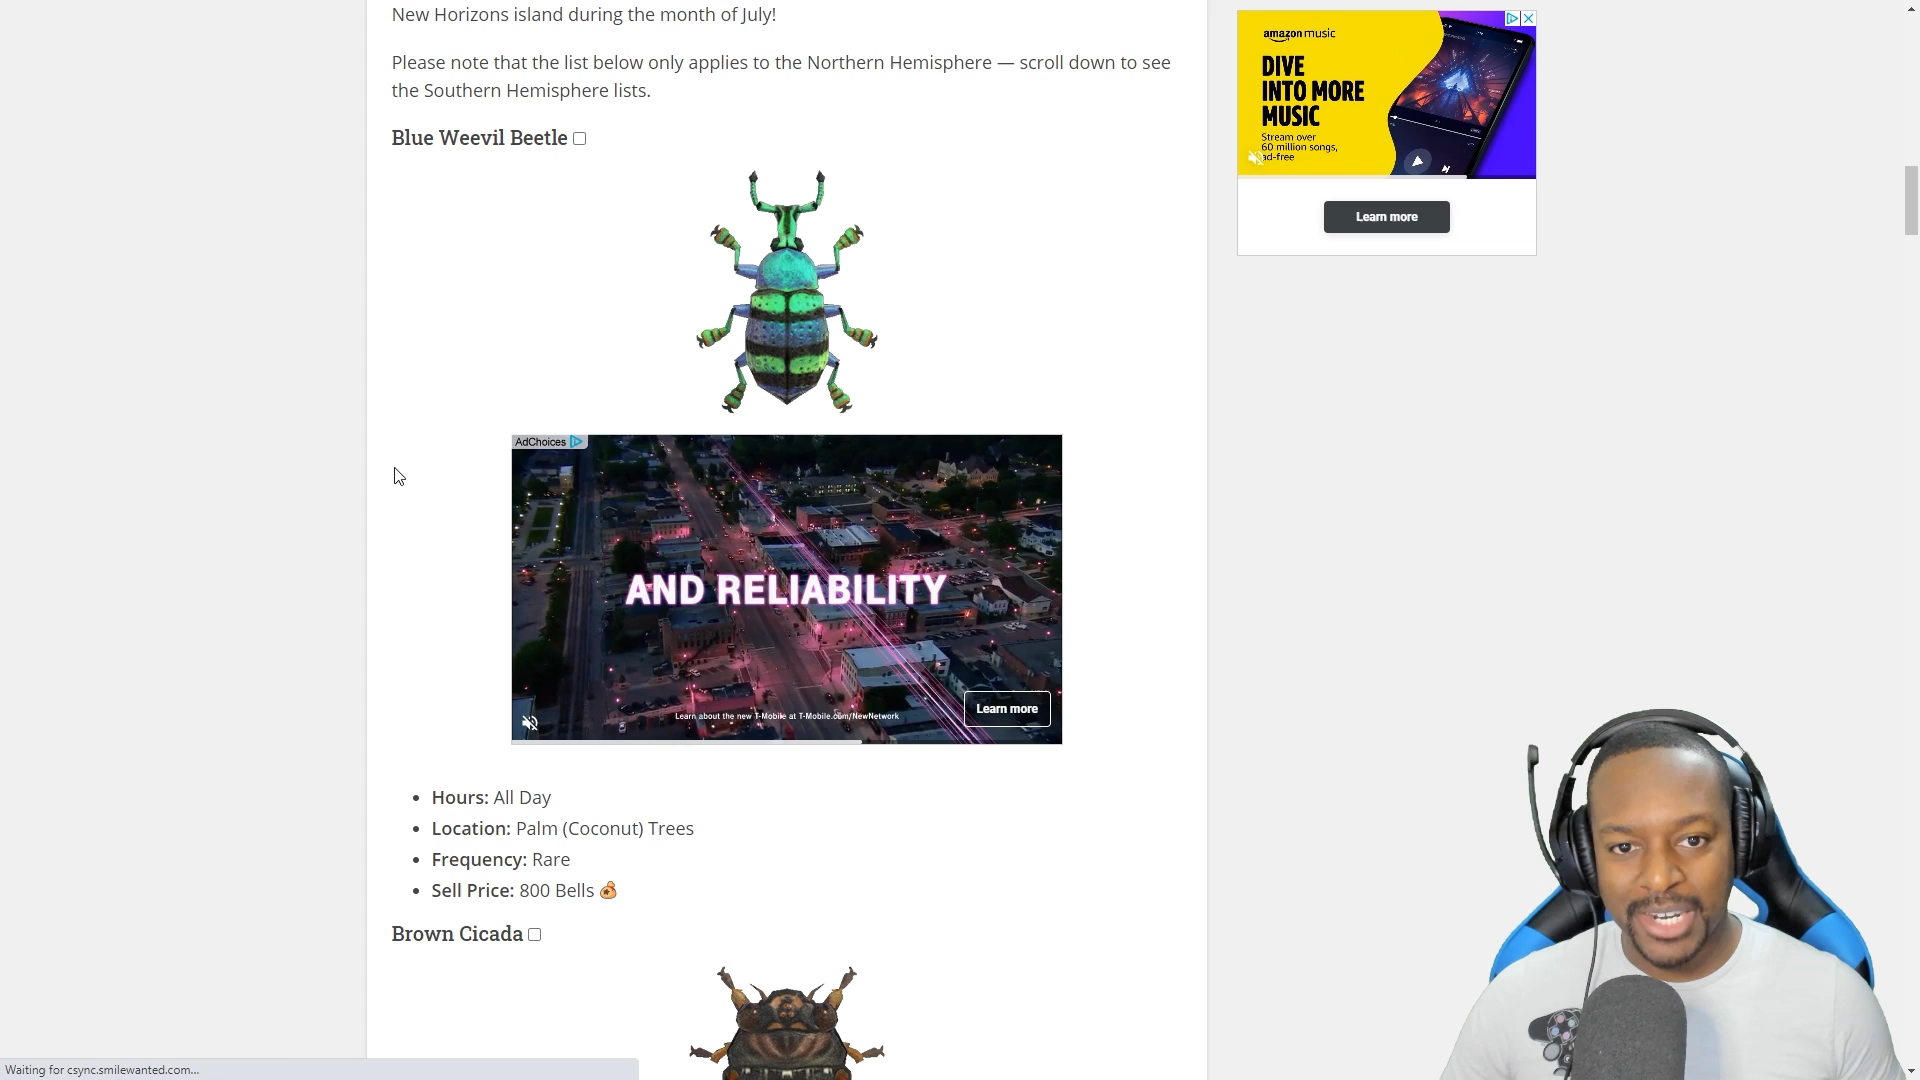 New Horizons island during the month of July!
Please note that the list below only applies to the Northern Hemisphere — scroll down to see
the Southern Hemisphere lists.
Blue Weevil Beetle
AdChoices
AND RELIABILITY
Learn about the new T-Mobile at T-Mobile.com/NewNetwork
Learn more
Hours: All Day
Location: Palm (Coconut) Trees
Frequency: Rare
Sell Price: 800 Bells
Brown Cicada
amazon music
DIVE
INTO MORE
MUSIC
Stream over
60 million songs,
ad-free
Learn more
Waiting for csync.smilewanted.com...